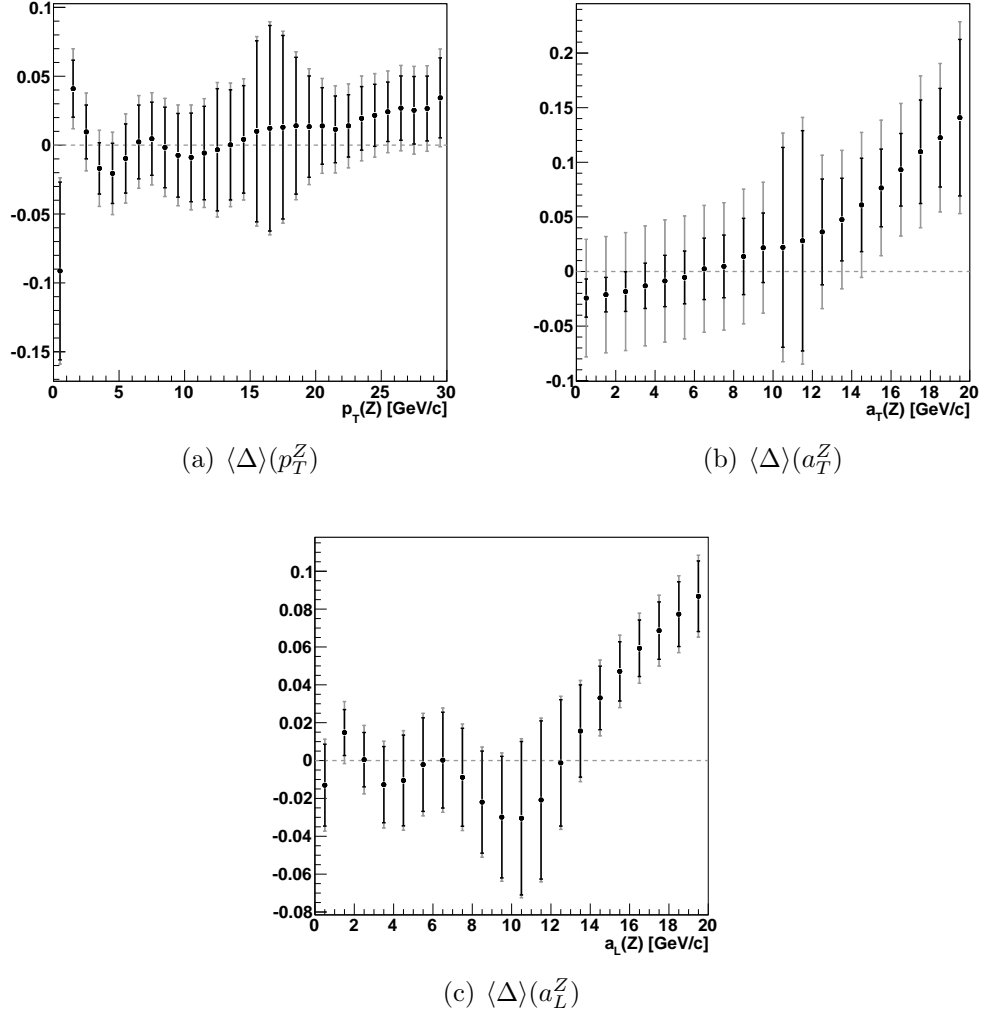 0.1
0.05
0
-0.05
-0.1
-0.15
0 5 10 15 20 25 30
p_T(Z) [GeV/c]
(a) ⟨Δ⟩(p_T^Z)
0.2
0.15
0.1
0.05
0
-0.05
-0.1
0 2 4 6 8 10 12 14 16 18 20
a_T(Z) [GeV/c]
(b) ⟨Δ⟩(a_T^Z)
0.1
0.08
0.06
0.04
0.02
0
-0.02
-0.04
-0.06
-0.08
0 2 4 6 8 10 12 14 16 18 20
a_L(Z) [GeV/c]
(c) ⟨Δ⟩(a_L^Z)